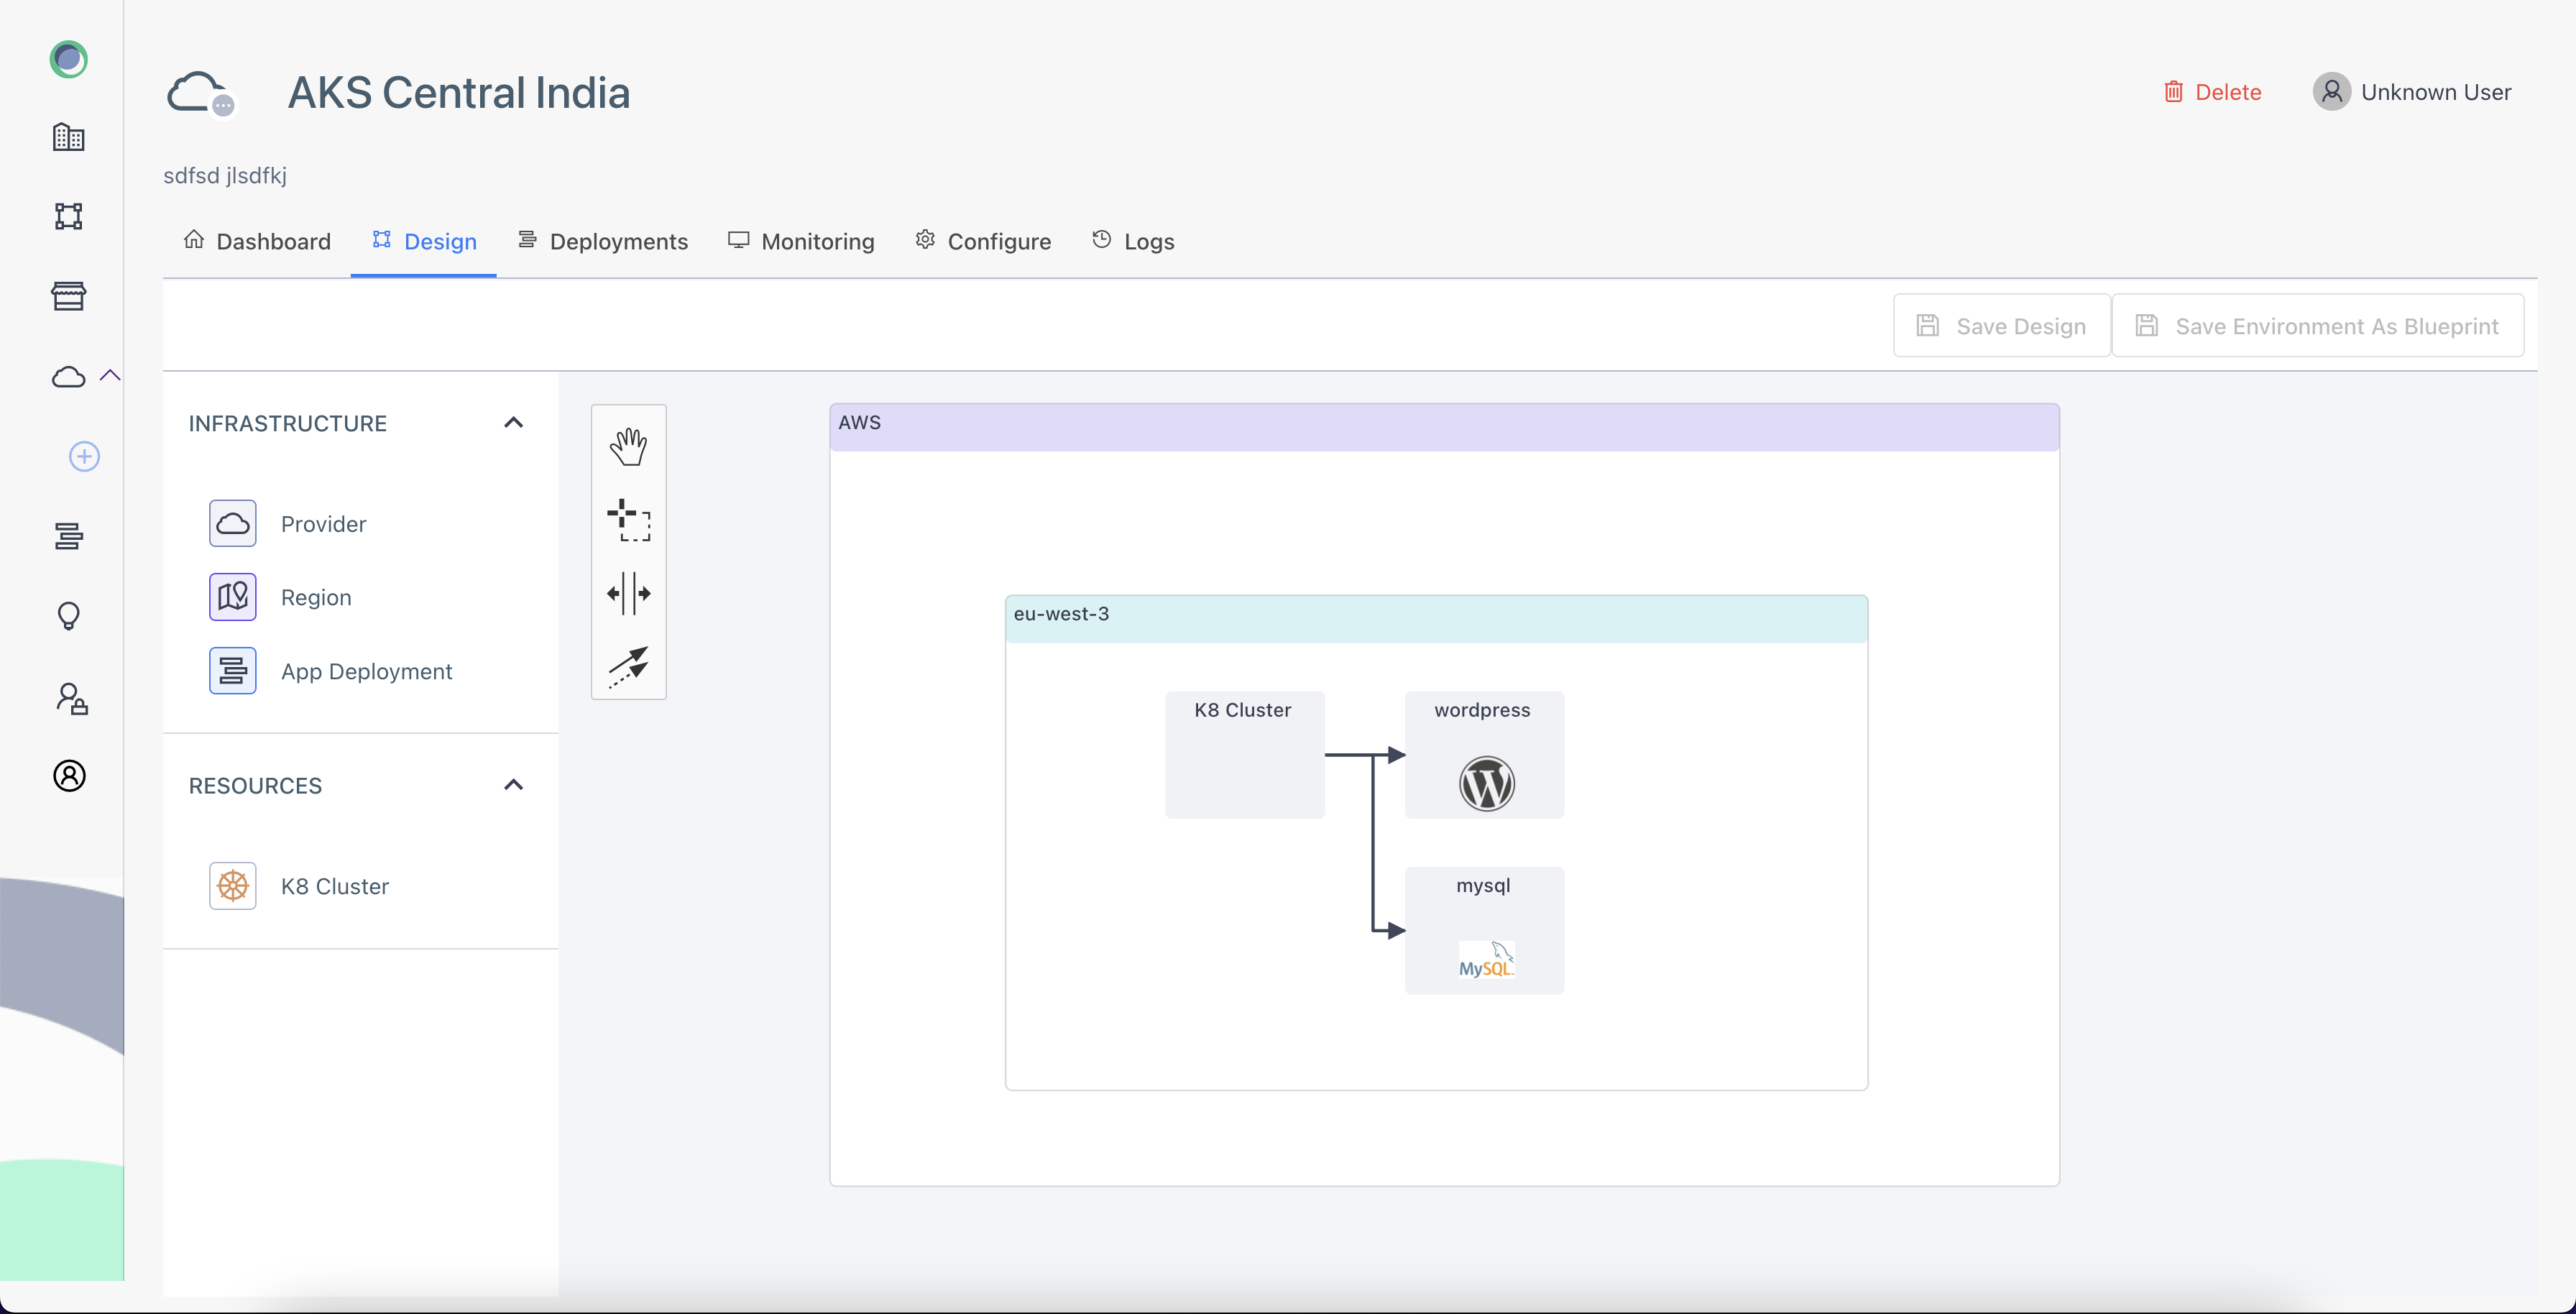 AKS Central India
Delete
Unknown User
sdfsd jlsdfkj
Dashboard
Design
Deployments
Monitoring
Configure
Logs
Save Design
Save Environment As Blueprint
INFRASTRUCTURE
Provider
Region
App Deployment
RESOURCES
K8 Cluster
AWS
eu-west-3
K8 Cluster
wordpress
W
mysql
MySQL